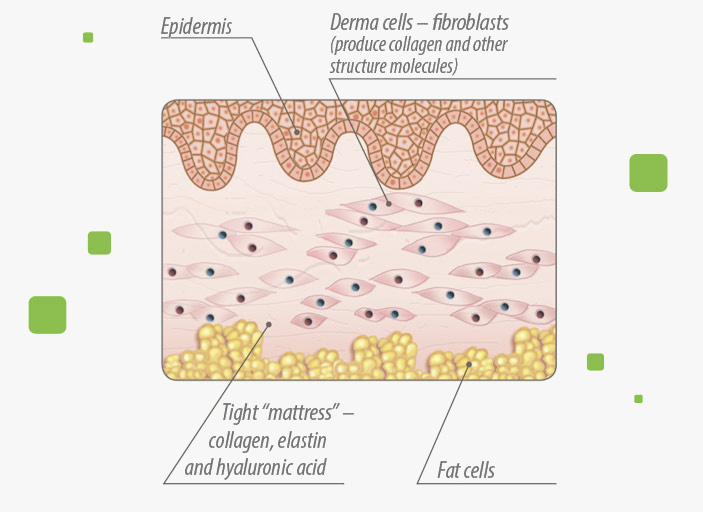 Epidermis
Derma cells – fibroblasts
(produce collagen and other
structure molecules)
Tight “mattress” –
collagen, elastin
and hyaluronic acid
Fat cells